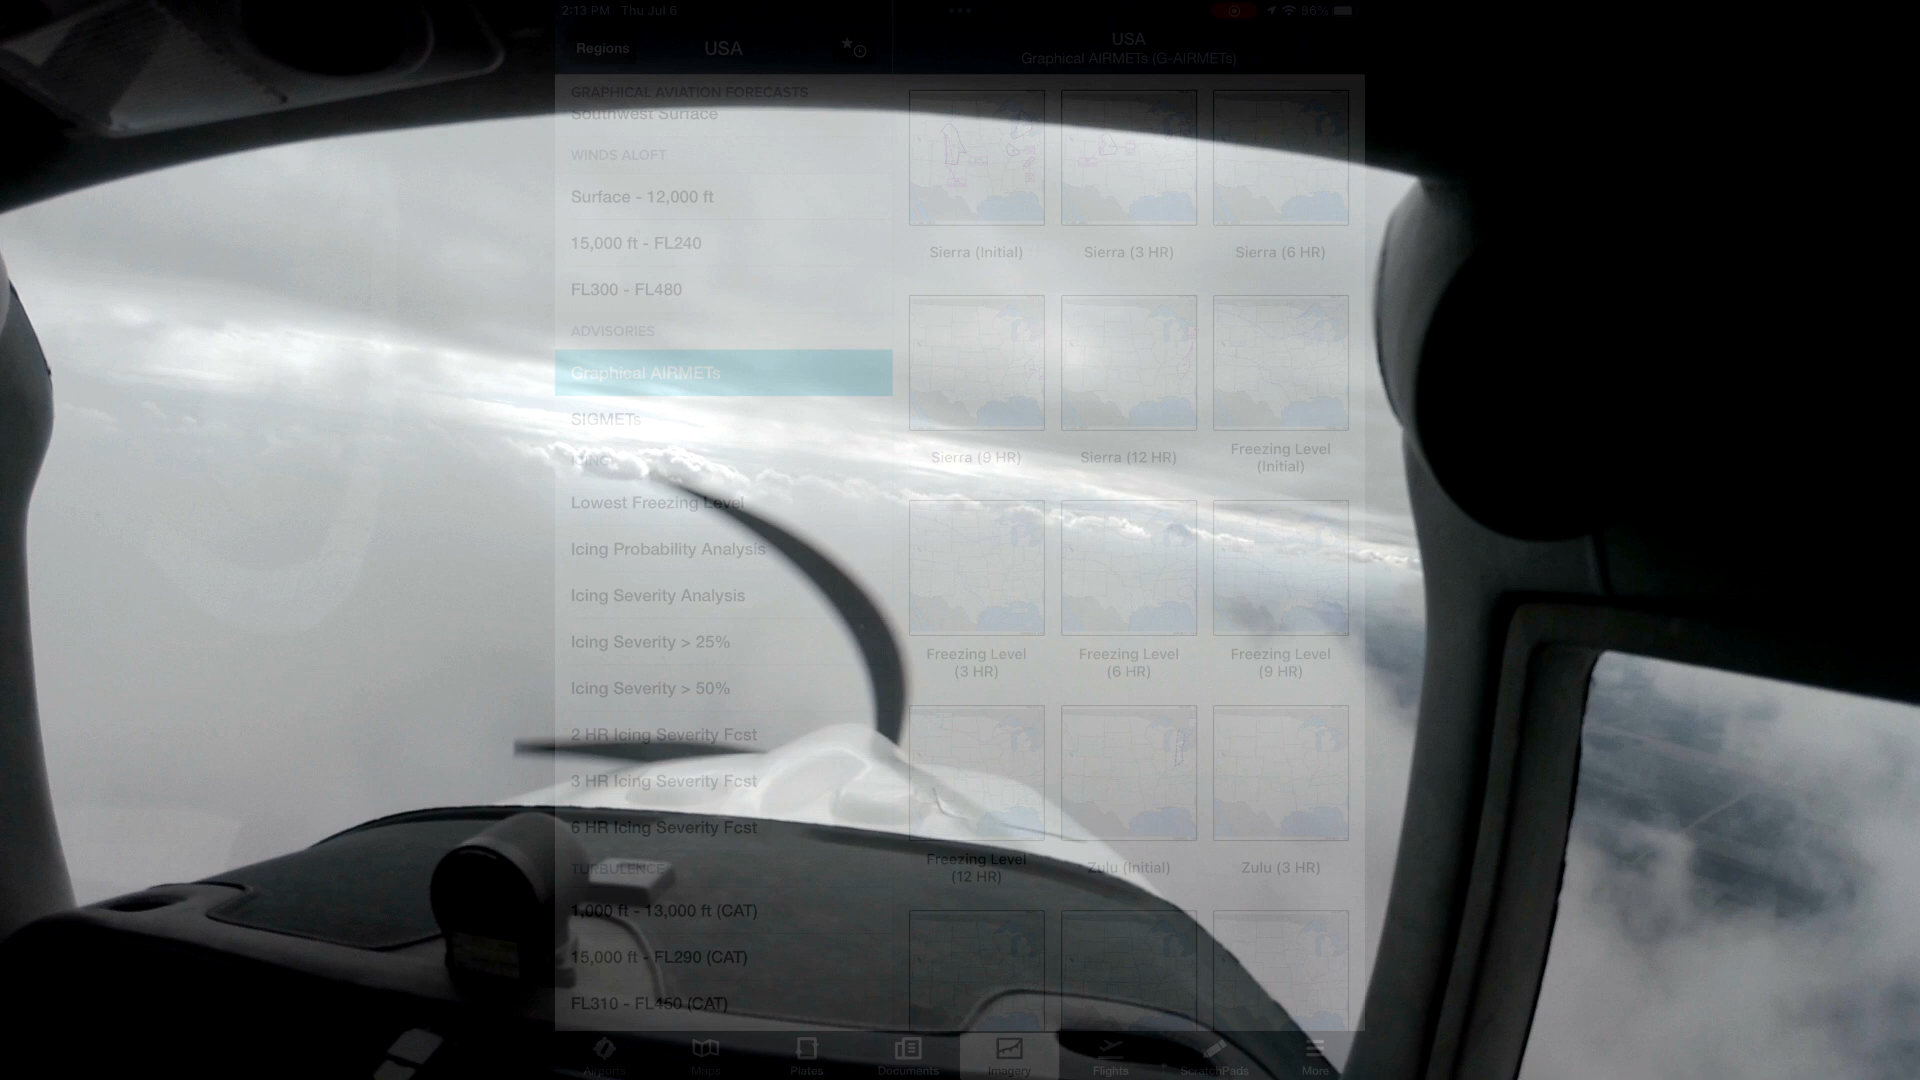 2:13 PM Thu Jul 6
86%
Regions
USA
USA
Graphical AIRMETs (G-AIRMETs)
GRAPHICAL AVIATION FORECASTS
Southwest Surface
WINDS ALOFT
Surface - 12,000 ft
15,000 ft - FL240
FL300 - FL480
ADVISORIES
Graphical AIRMETs
SIGMETs
ICING
Lowest Freezing Level
Icing Probability Analysis
Icing Severity Analysis
Icing Severity > 25%
Icing Severity > 50%
2 HR Icing Severity Fcst
3 HR Icing Severity Fcst
6 HR Icing Severity Fcst
TURBULENCE
1,000 ft - 13,000 ft (CAT)
15,000 ft - FL290 (CAT)
FL310 - FL450 (CAT)
Sierra (Initial)
Sierra (3 HR)
Sierra (6 HR)
Sierra (9 HR)
Sierra (12 HR)
Freezing Level
(Initial)
Freezing Level
(3 HR)
Freezing Level
(6 HR)
Freezing Level
(9 HR)
Freezing Level
(12 HR)
Zulu (Initial)
Zulu (3 HR)
Airports
Maps
Plates
Documents
Imagery
Flights
ScratchPads
More